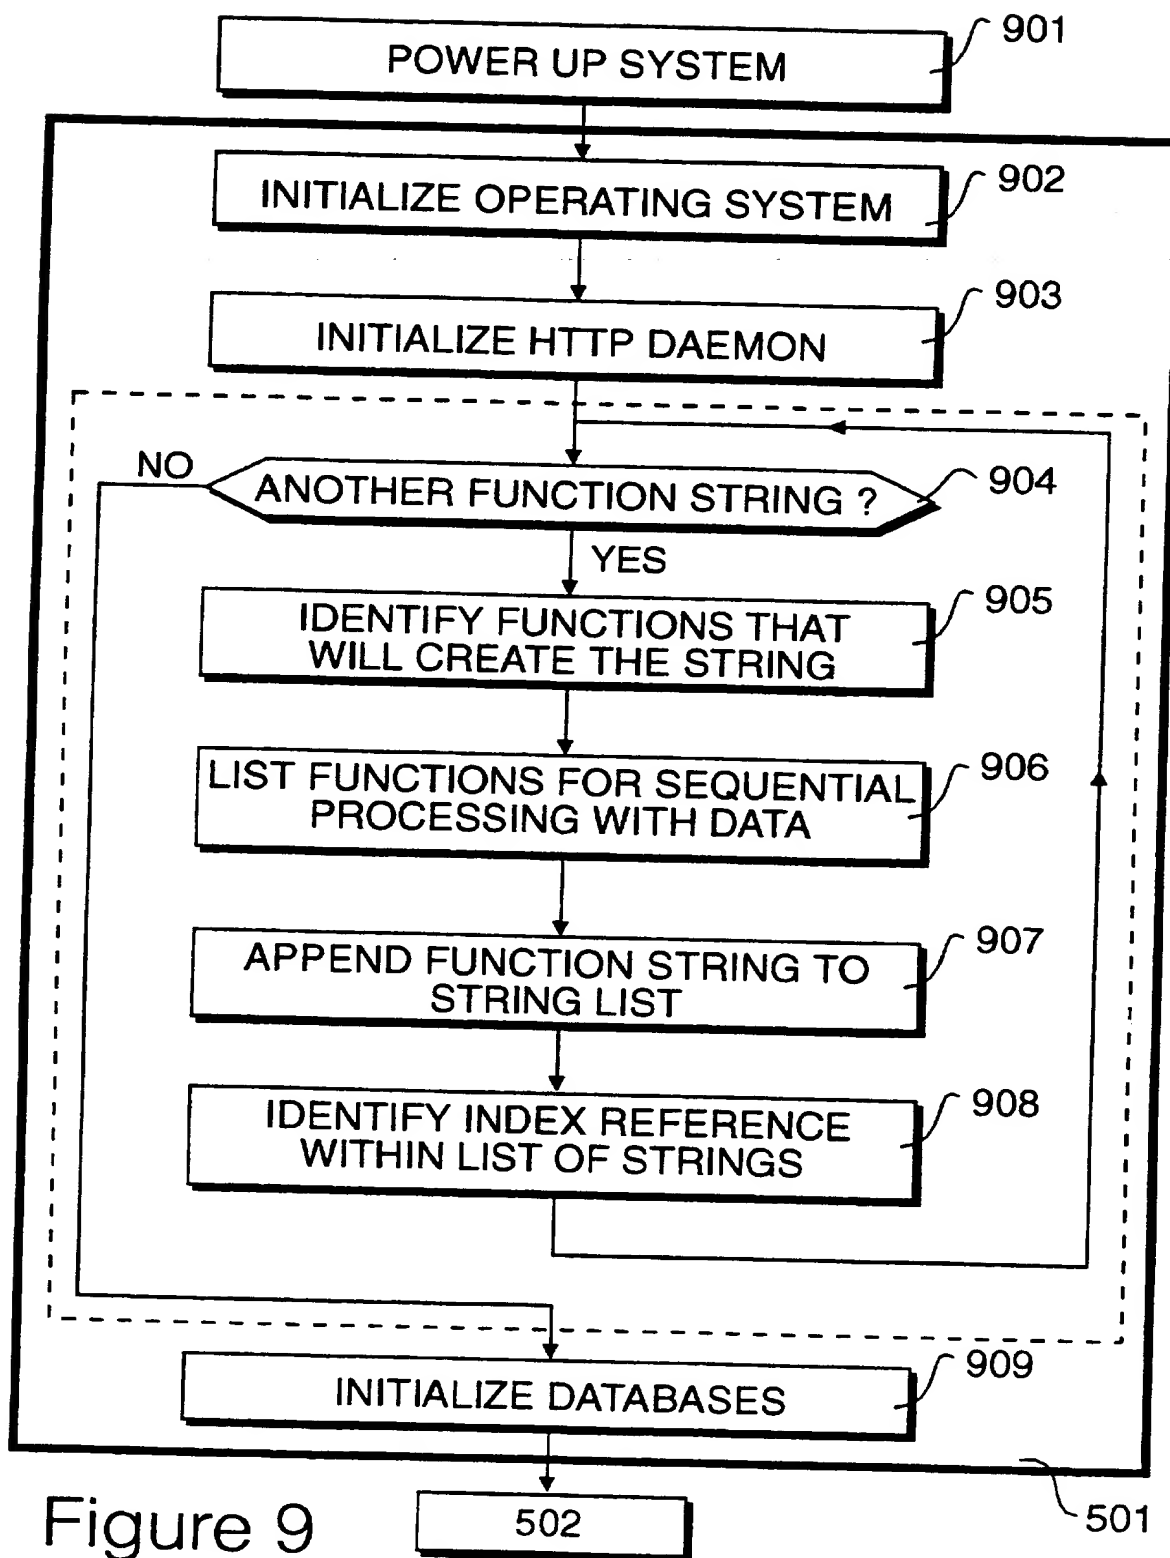 POWER UP SYSTEM
901
INITIALIZE OPERATING SYSTEM
902
INITIALIZE HTTP DAEMON
903
NO
ANOTHER FUNCTION STRING ?
904
YES
IDENTIFY FUNCTIONS THAT
WILL CREATE THE STRING
905
LIST FUNCTIONS FOR SEQUENTIAL
PROCESSING WITH DATA
906
APPEND FUNCTION STRING TO
STRING LIST
907
IDENTIFY INDEX REFERENCE
WITHIN LIST OF STRINGS
908
INITIALIZE DATABASES
909
501
502
Figure 9